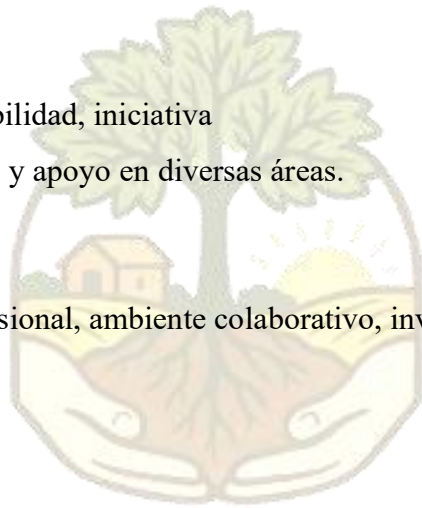 bilidad, iniciativa
y apoyo en diversas áreas.
sional, ambiente colaborativo, inv